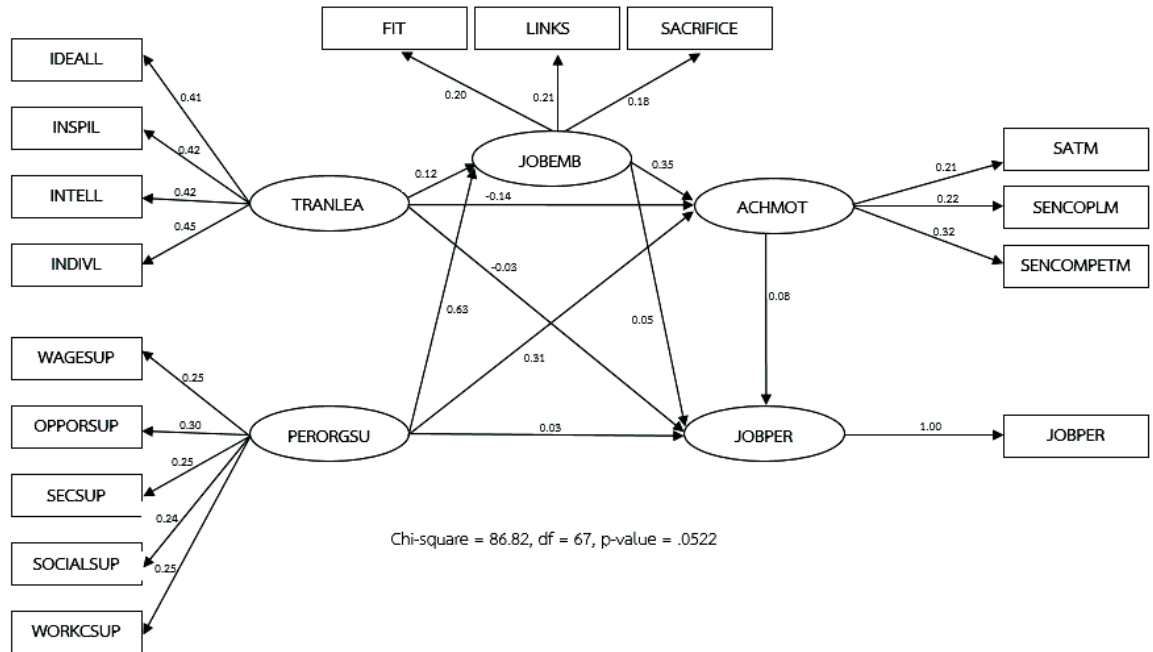 FIT
LINKS
SACRIFICE
IDEALL
INSPIL
INTELL
INDIVL
0.41
0.42
0.42
0.45
0.20
0.21
0.18
TRANLEA
JOBEMB
ACHMOT
0.12
0.35
-0.14
SATM
SENCOPLM
SENCOMPETM
0.21
0.22
0.32
-0.03
0.63
0.05
0.08
0.31
WAGESUP
OPPORSUP
SECSUP
SOCIALSUP
WORKCSUP
0.25
0.30
0.25
0.24
0.25
PERORGSU
0.03
JOBPER
1.00
JOBPER
Chi-square = 86.82, df = 67, p-value = .0522